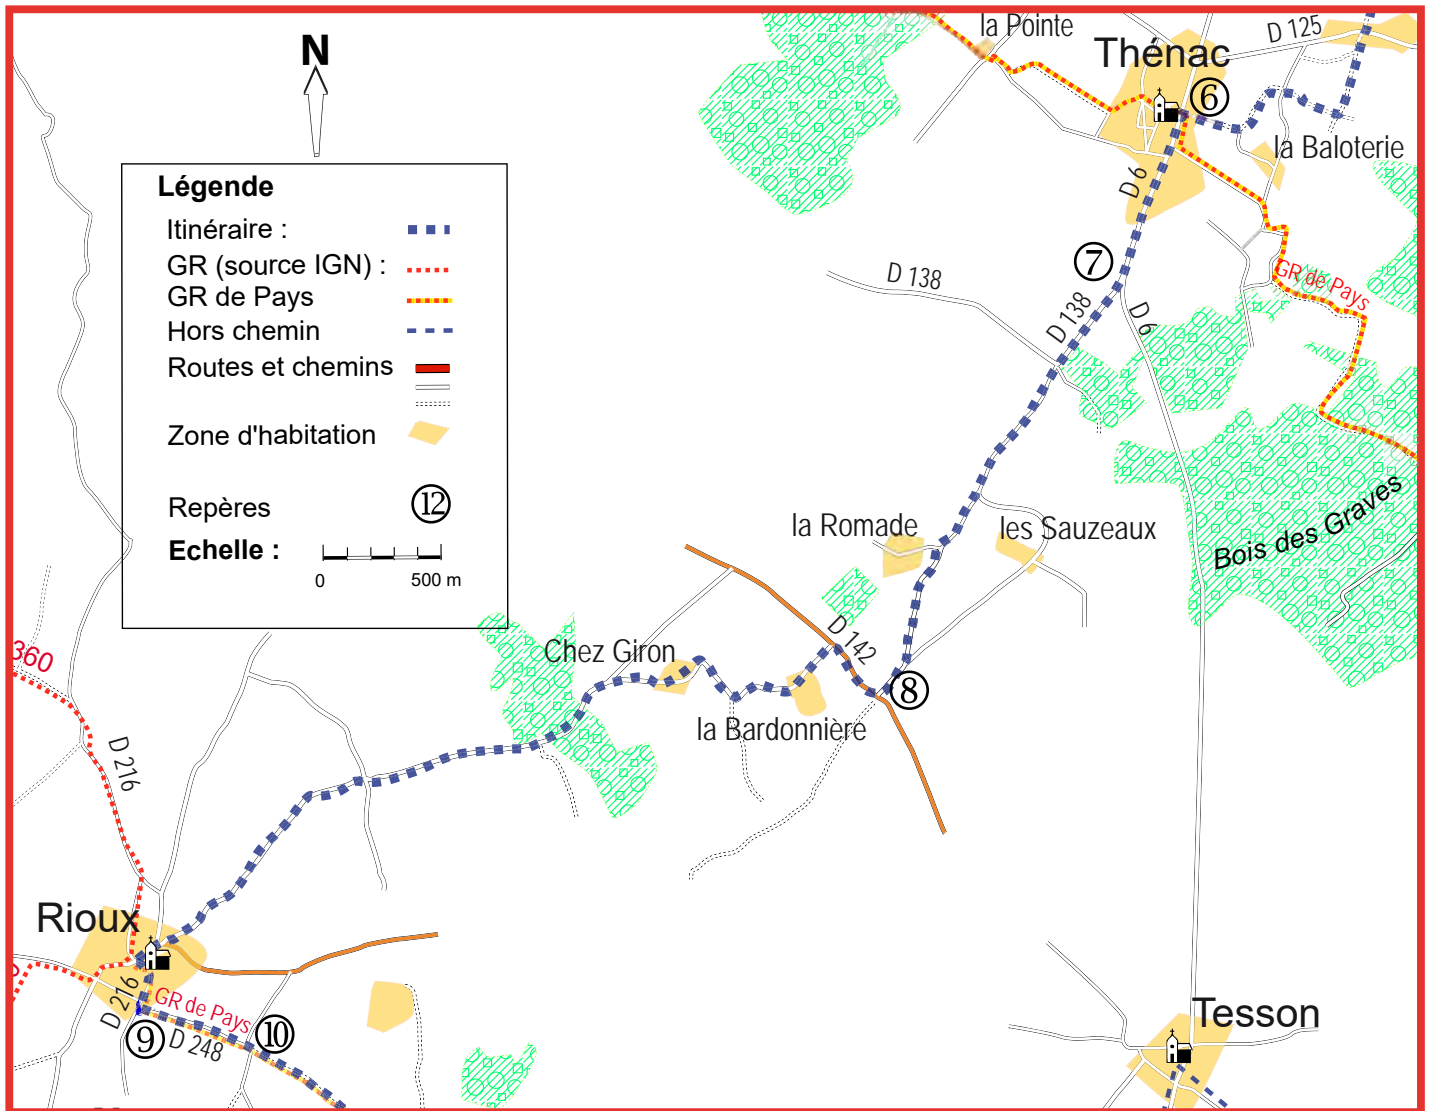 la Pointe
D 125
Thénac
⑥
N
la Baloterie
Légende
Itinéraire :
GR (source IGN) :
GR de Pays
Hors chemin
Routes et chemins
Zone d'habitation
Repères
⑫
Echelle :
0 500 m
D 6
⑦
D 138
D 138
D 6
GR de Pays
Bois des Graves
la Romade
les Sauzeaux
D 142
Chez Giron
⑧
la Bardonnière
360
D 216
Rioux
D 216
GR de Pays
⑨
D 248
⑩
Tesson